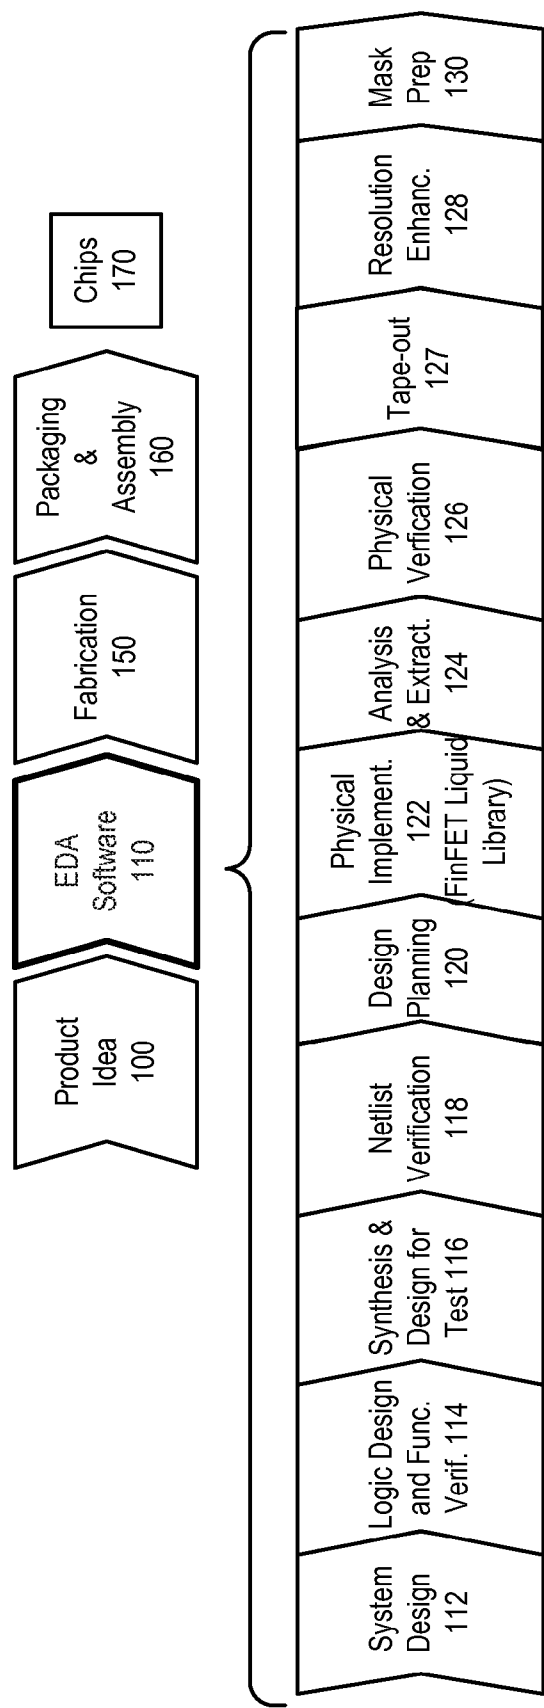 Product
Idea
100
EDA
Software
110
Fabrication
150
Packaging
&
Assembly
160
Chips
170
System
Design
112
Logic Design
and Func.
Verif. 114
Synthesis &
Design for
Test 116
Netlist
Verification
118
Design
Planning
120
Physical
Implement.
122
(FinFET Liquid
Library)
Analysis
& Extract.
124
Physical
Verfication
126
Tape-out
127
Resolution
Enhanc.
128
Mask
Prep
130